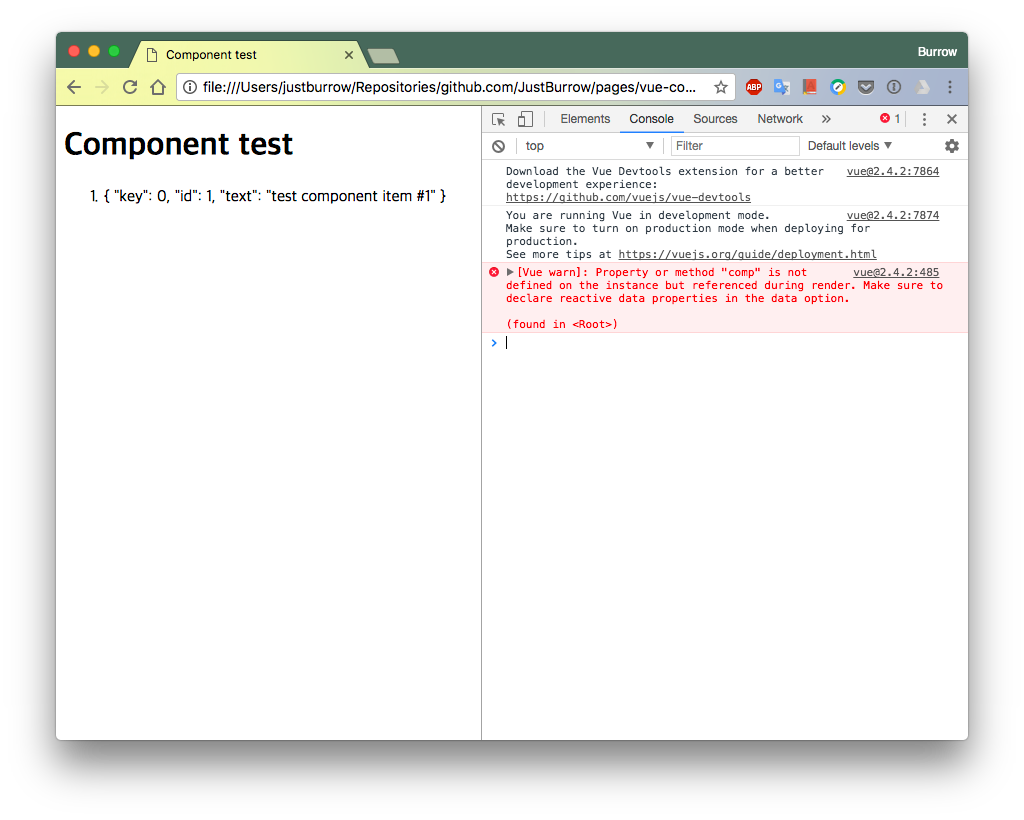 Component test
Burrow
file:///Users/justburrow/Repositories/github.com/JustBurrow/pages/vue-co...
ABP
Component test
1. { "key": 0, "id": 1, "text": "test component item #1" }
Elements Console Sources Network » 1
top Filter Default levels
Download the Vue Devtools extension for a better vue@2.4.2:7864
development experience:
https://github.com/vuejs/vue-devtools
You are running Vue in development mode. vue@2.4.2:7874
Make sure to turn on production mode when deploying for
production.
See more tips at https://vuejs.org/guide/deployment.html
[Vue warn]: Property or method "comp" is not vue@2.4.2:485
defined on the instance but referenced during render. Make sure to
declare reactive data properties in the data option.
(found in <Root>)